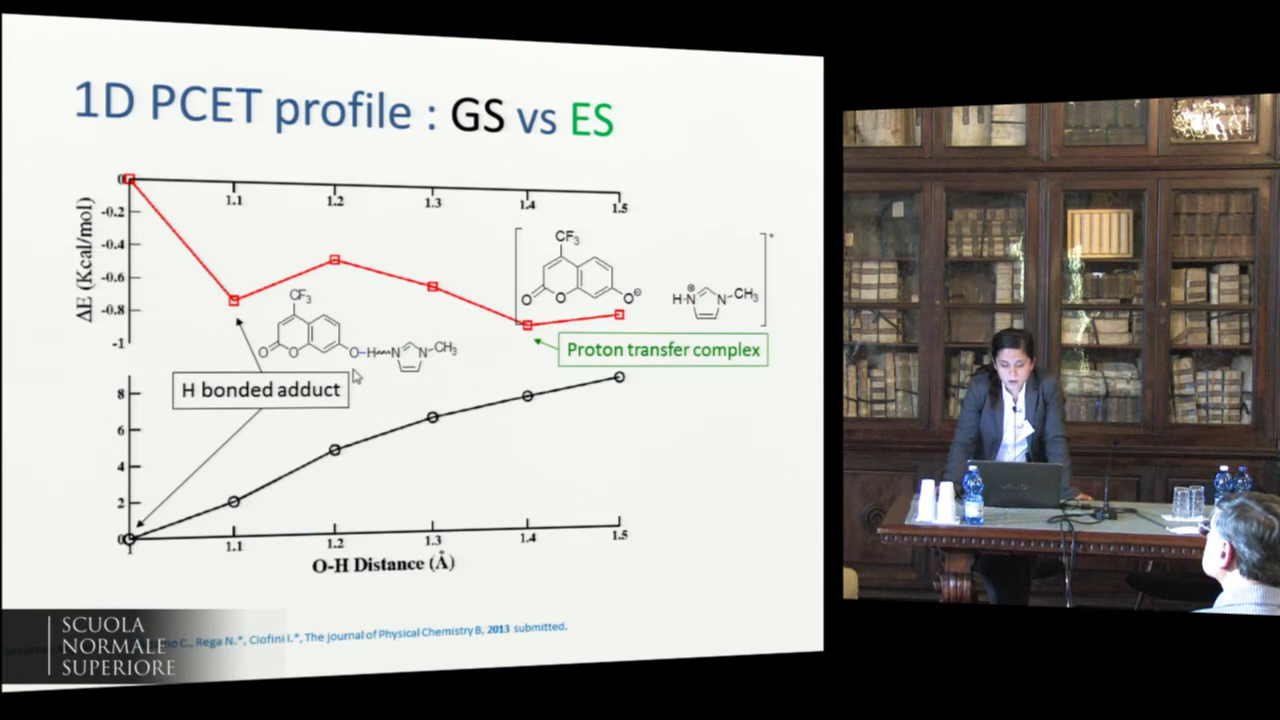 1D PCET profile : GS vs ES
0
-0.2
-0.4
-0.6
-0.8
-1
ΔE (Kcal/mol)
1.1
1.2
1.3
1.4
1.5
CF3
O
O
O⊖
H-N⊕
N-CH3
*
CF3
O
O
O-H
N
N-CH3
Proton transfer complex
H bonded adduct
8
6
4
2
0
1
1.1
1.2
1.3
1.4
1.5
O-H Distance (Å)
C., Rega N.*, Ciofini I.*, The journal of Physical Chemistry B, 2013 submitted.
SCUOLA
NORMALE
SUPERIORE
VAIO